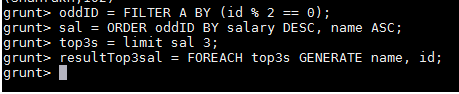 grunt> oddID = FILTER A BY (id % 2 == 0);
grunt> sal = ORDER oddID BY salary DESC, name ASC;
grunt> top3s = limit sal 3;
grunt> resultTop3sal = FOREACH top3s GENERATE name, id;
grunt>